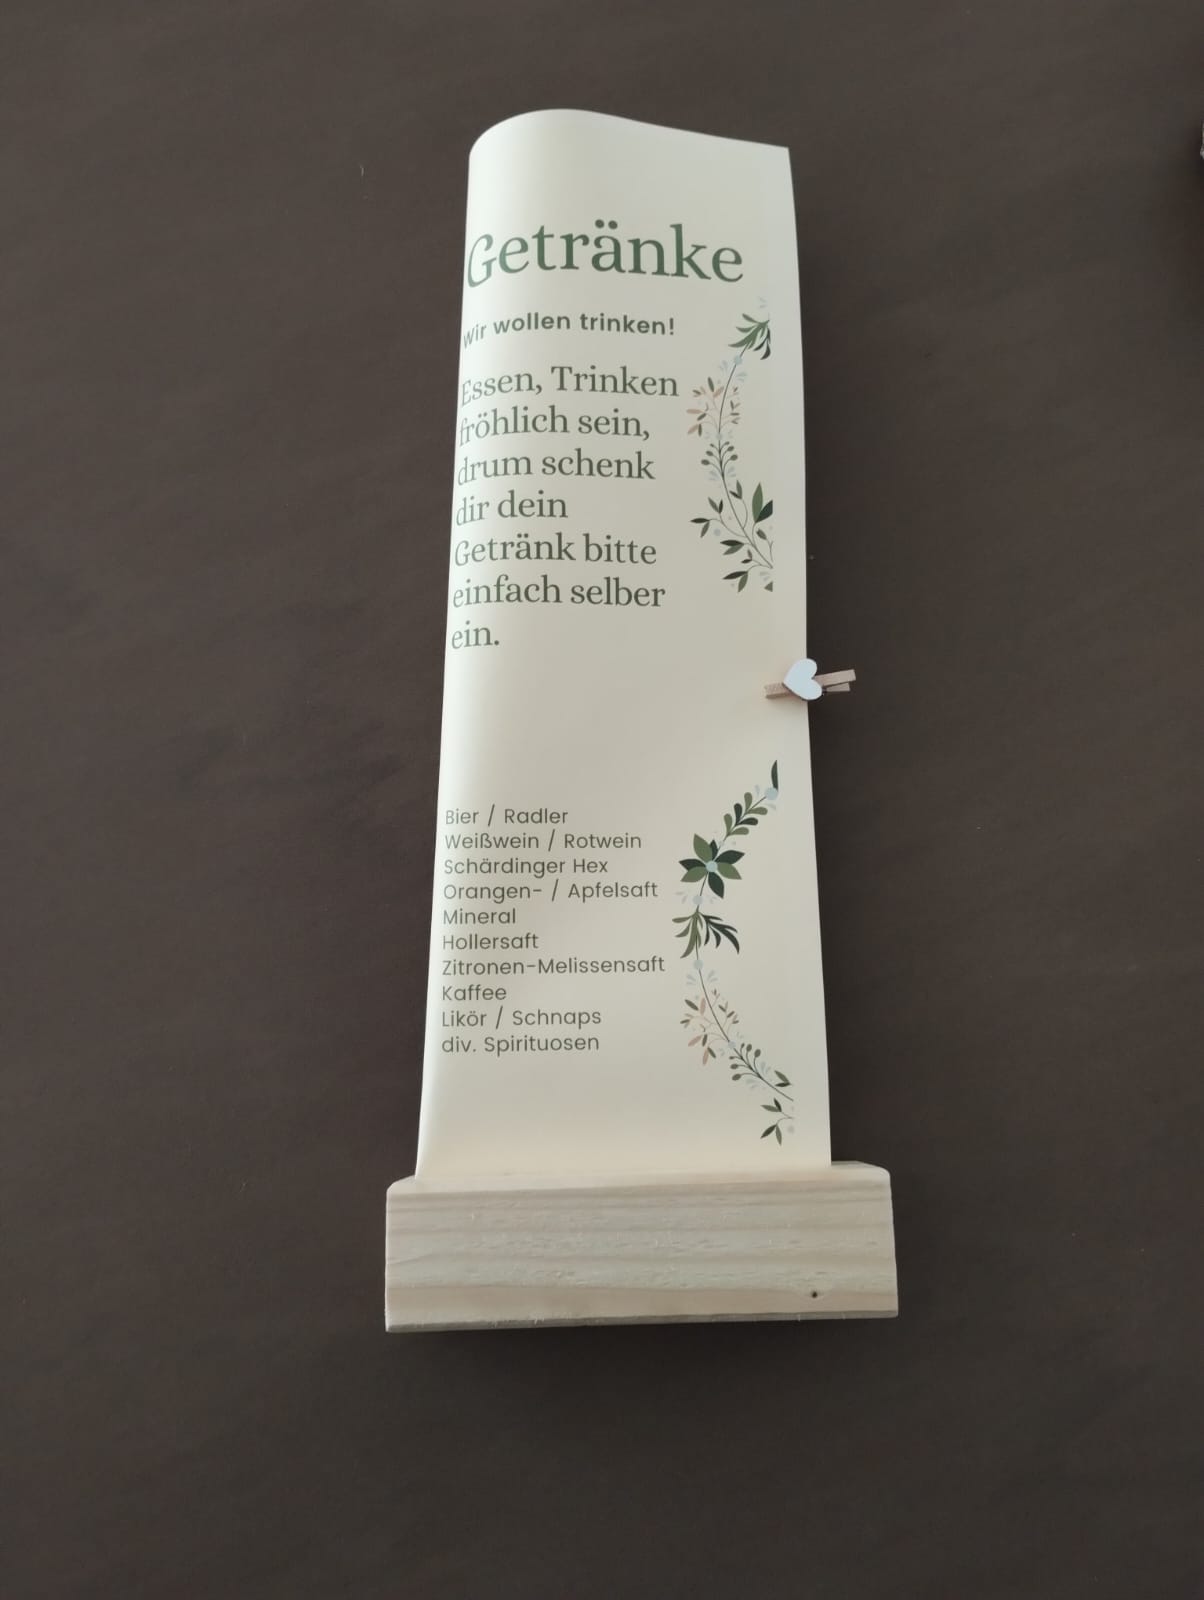 Getränke
Wir wollen trinken!
Essen, Trinken
fröhlich sein,
drum schenk
dir dein
Getränk bitte
einfach selber
ein.
Bier / Radler
Weißwein / Rotwein
Schärdinger Hex
Orangen- / Apfelsaft
Mineral
Hollersaft
Zitronen-Melissensaft
Kaffee
Likör / Schnaps
div. Spirituosen